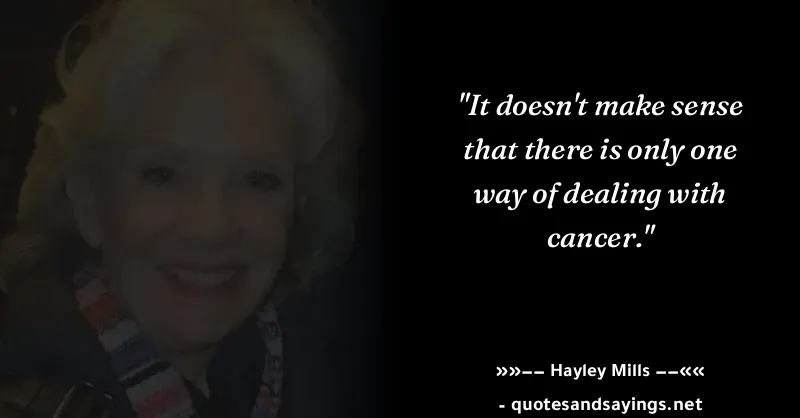 "It doesn't make sense
that there is only one
way of dealing with
cancer."
»»—— Hayley Mills ——««
- quotesandsayings.net